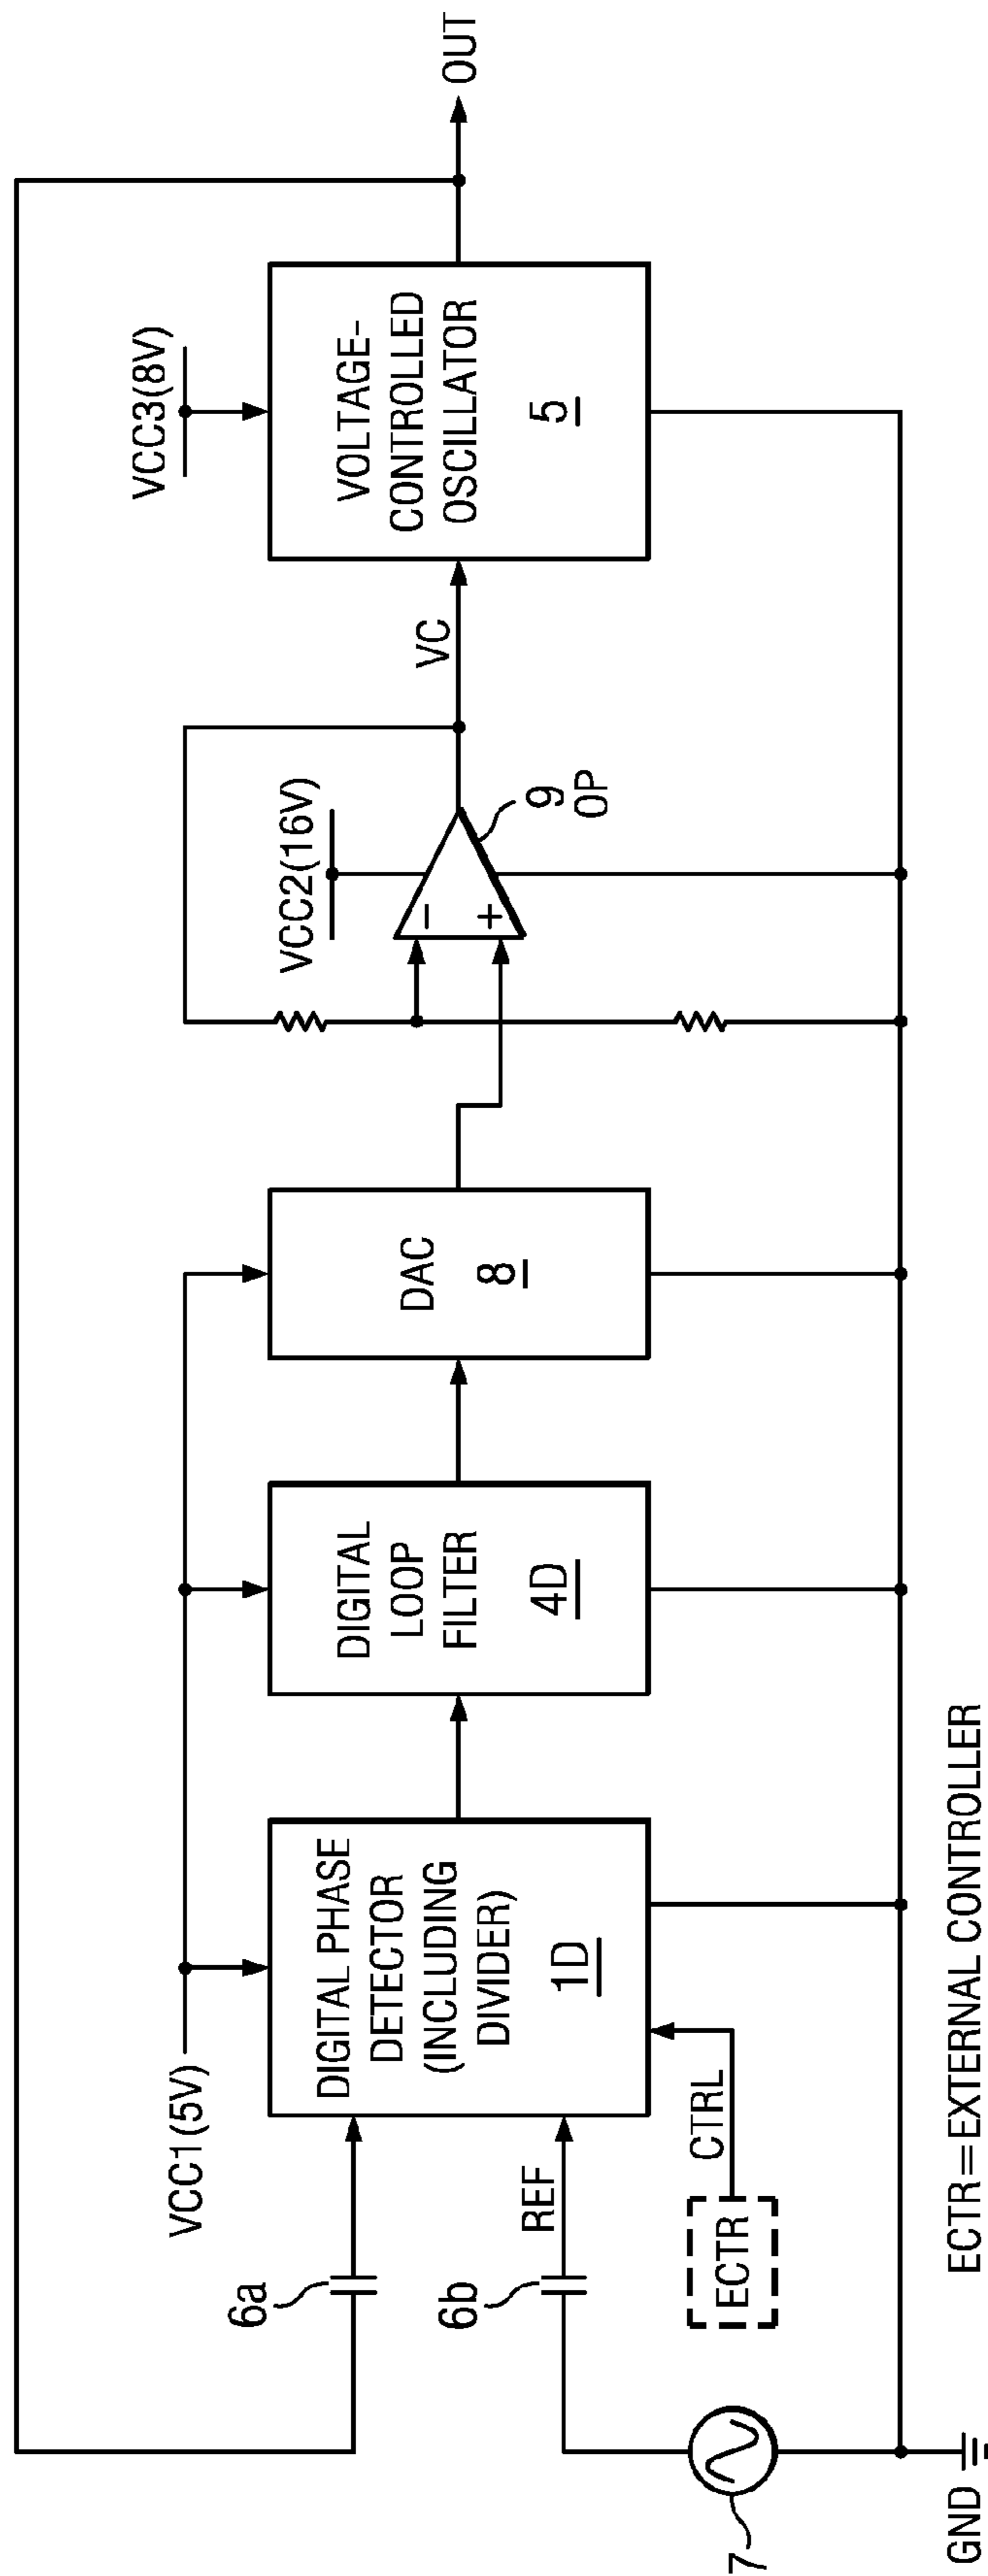 OUT
VCC3(8V)
VOLTAGE-
CONTROLLED
OSCILLATOR
5
VC
VCC2(16V)
9
OP
−
+
DAC
8
DIGITAL
LOOP
FILTER
4D
VCC1(5V)
DIGITAL PHASE
DETECTOR
(INCLUDING
DIVIDER)
1D
6a
REF
6b
CTRL
ECTR
7
GND
ECTR=EXTERNAL CONTROLLER